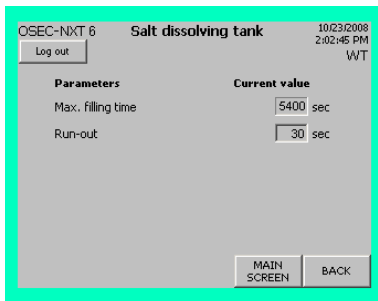 OSEC-NXT 6 Salt dissolving tank 10/23/2008
Log out 2:02:45 PM
WT
Parameters Current value
Max. filling time 5400 sec
Run-out 30 sec
MAIN
SCREEN BACK